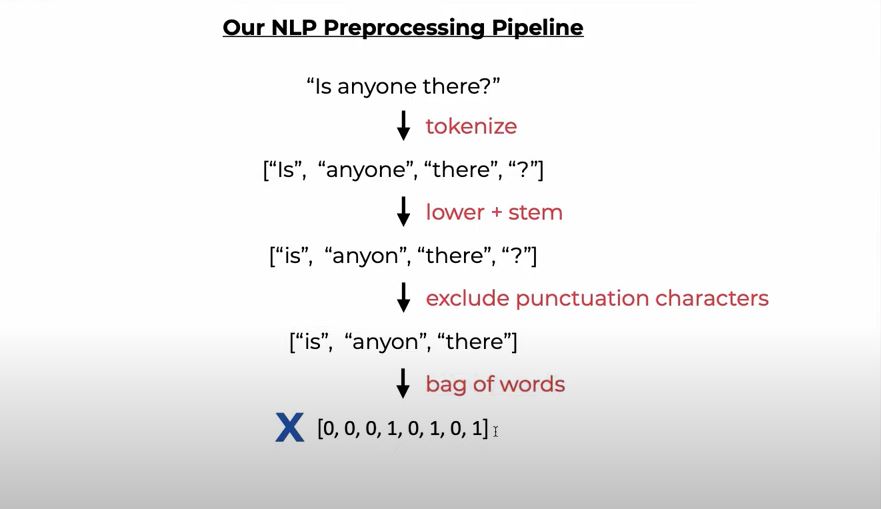 Our NLP Preprocessing Pipeline
“Is anyone there?”
tokenize
[“Is”, “anyone”, “there”, “?”]
lower + stem
[“is”, “anyon”, “there”, “?”]
exclude punctuation characters
[“is”, “anyon”, “there”]
bag of words
X [0, 0, 0, 1, 0, 1, 0, 1]